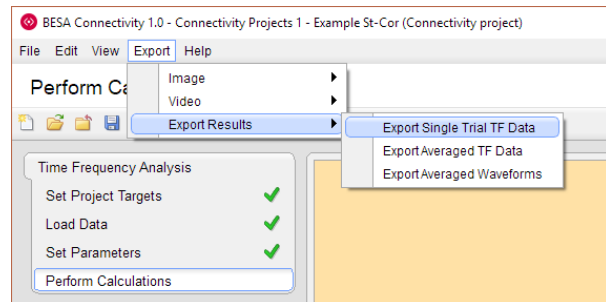 BESA Connectivity 1.0 - Connectivity Projects 1 - Example St-Cor (Connectivity project)
File Edit View Export Help
Perform Ca
Image
Video
Export Results
Export Single Trial TF Data
Export Averaged TF Data
Export Averaged Waveforms
Time Frequency Analysis
Set Project Targets
Load Data
Set Parameters
Perform Calculations